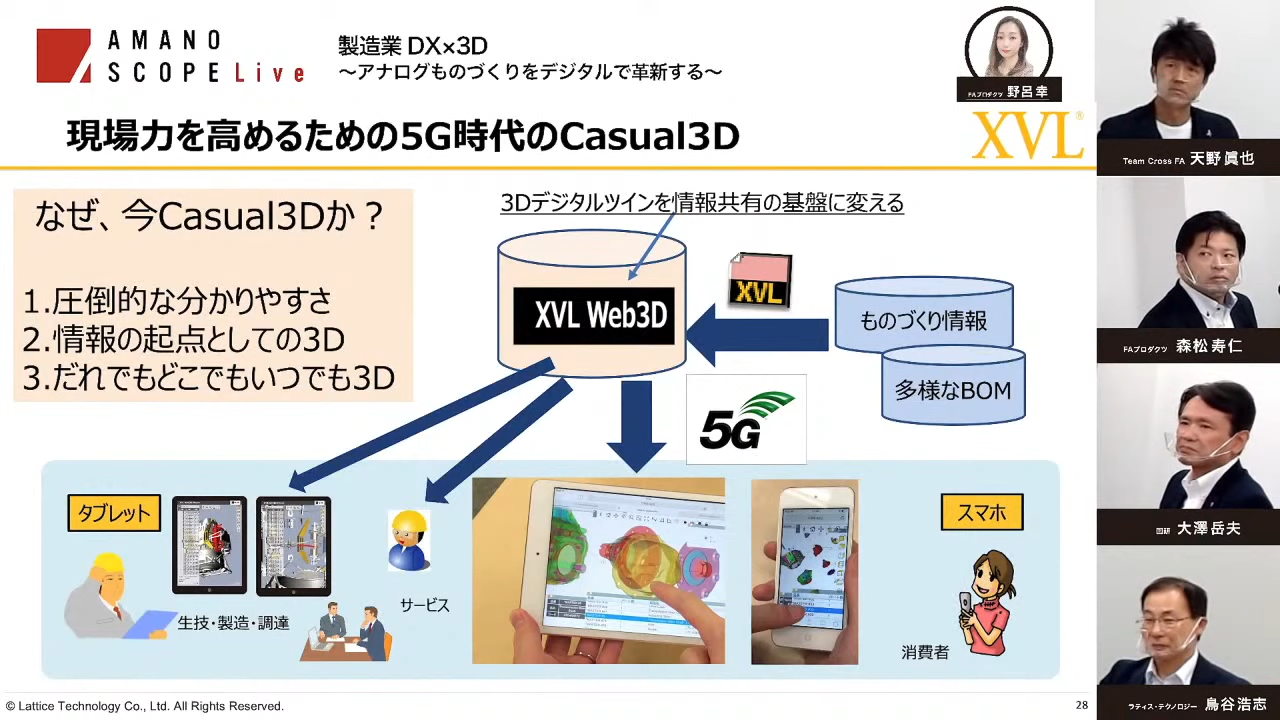 AMANO
SCOPE Live
製造業 DX×3D
～アナログものづくりをデジタルで革新する～
FAプロダクツ 野呂幸
現場力を高めるための5G時代のCasual3D
XVL®
なぜ、今Casual3Dか？
1.圧倒的な分かりやすさ
2.情報の起点としての3D
3.だれでもどこでもいつでも3D
3Dデジタルツインを情報共有の基盤に変える
XVL Web3D
XVL
ものづくり情報
多様なBOM
5G
タブレット
生技・製造・調達
サービス
スマホ
消費者
© Lattice Technology Co., Ltd. All Rights Reserved.
28
Team Cross FA 天野眞也
FAプロダクツ 森松寿仁
大澤岳夫
ラティス・テクノロジー 鳥谷浩志